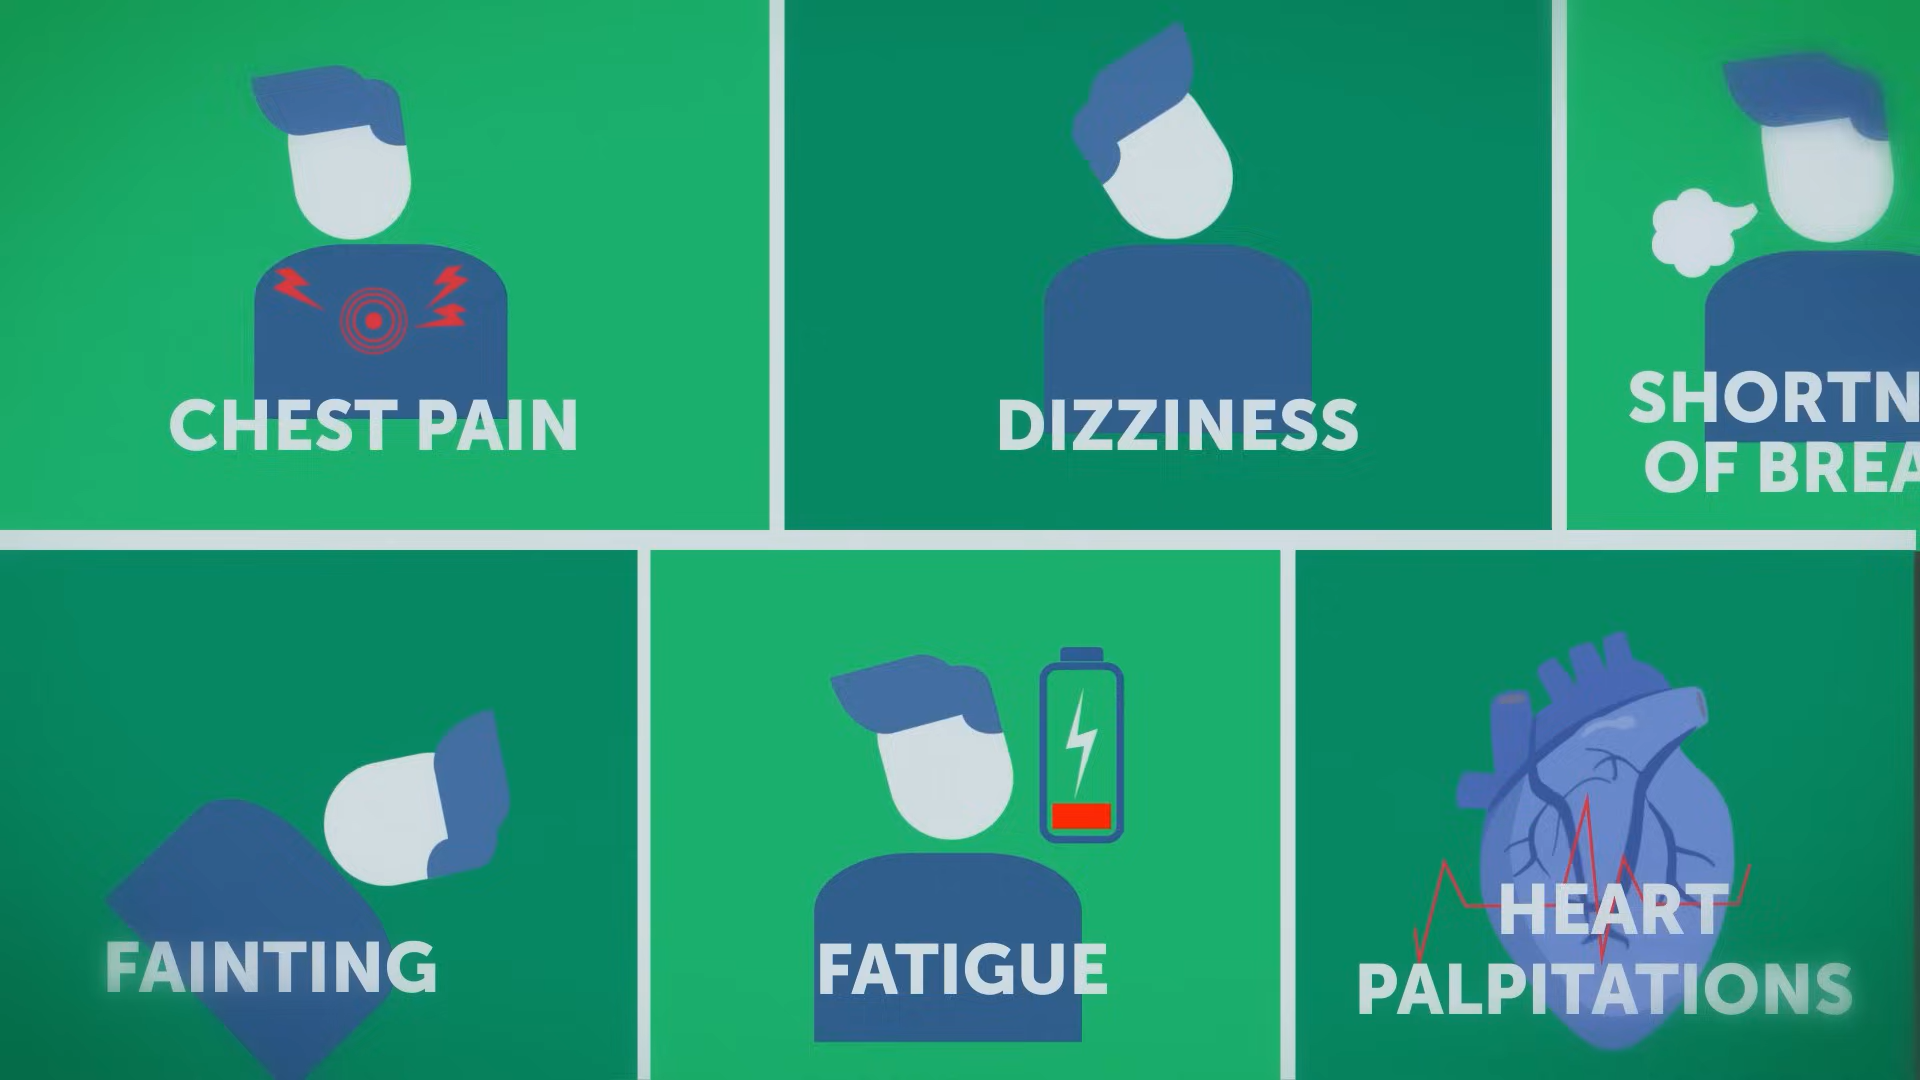 CHEST PAIN
DIZZINESS
SHORTN
OF BREA
FAINTING
FATIGUE
HEART
PALPITATIONS